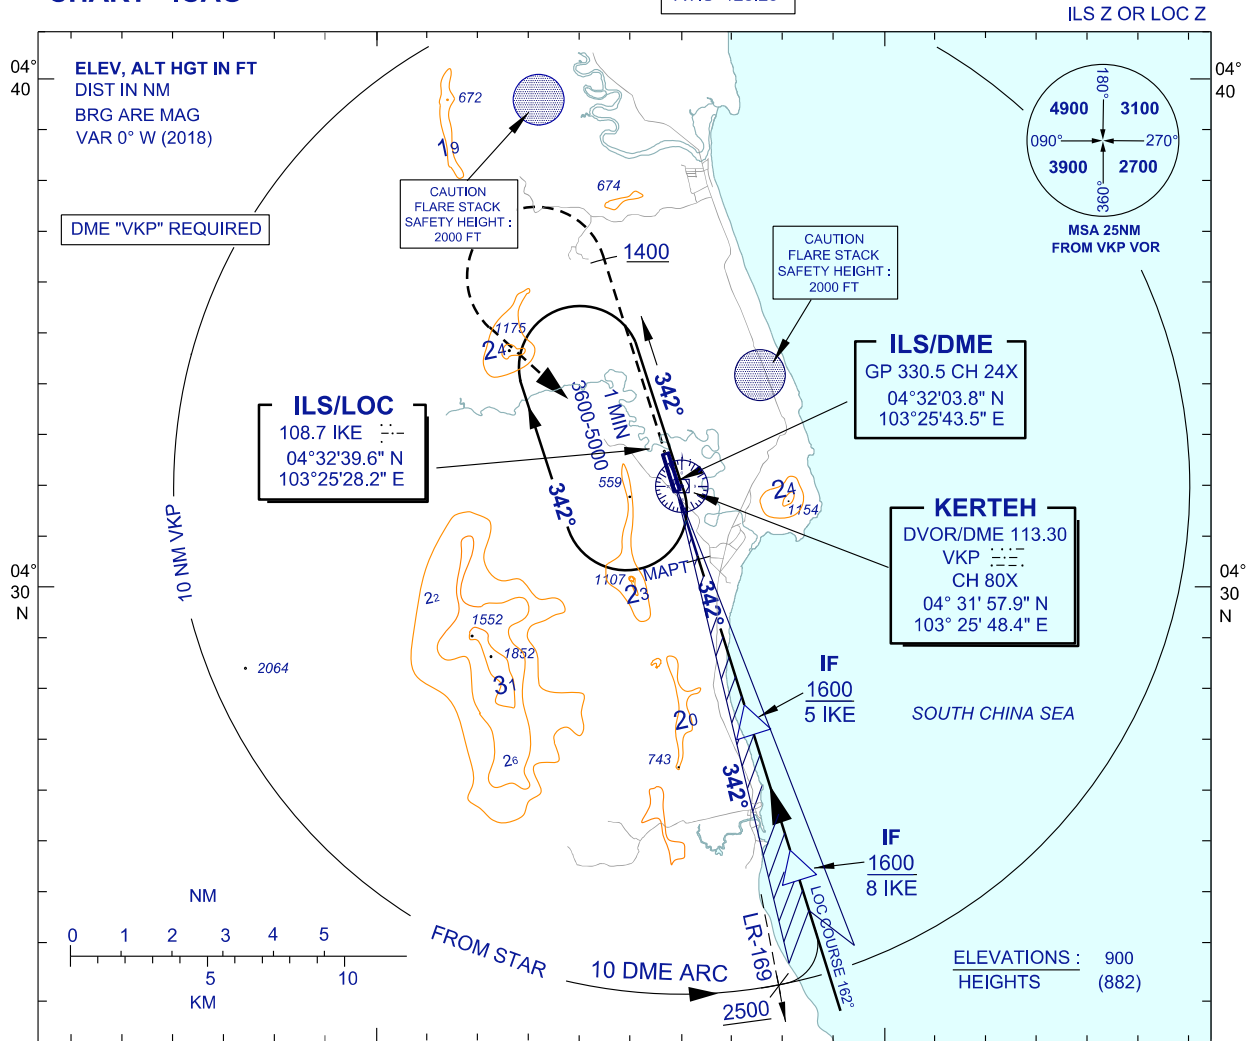 ILS Z OR LOC Z
04°
40
ELEV, ALT HGT IN FT
DIST IN NM
BRG ARE MAG
VAR 0° W (2018)
672
19
CAUTION
FLARE STACK
SAFETY HEIGHT :
2000 FT
674
DME "VKP" REQUIRED
1400
CAUTION
FLARE STACK
SAFETY HEIGHT :
2000 FT
180°
4900 3100
090° 270°
3900 2700
360°
MSA 25NM
FROM VKP VOR
04°
40
1175
24
342°
1 MIN
3600-5000
342°
ILS/DME
GP 330.5 CH 24X
04°32'03.8" N
103°25'43.5" E
ILS/LOC
108.7 IKE
04°32'39.6" N
103°25'28.2" E
559
24
1154
KERTEH
DVOR/DME 113.30
VKP
CH 80X
04° 31' 57.9" N
103° 25' 48.4" E
10 NM VKP
04°
30
N
04°
30
N
1107
23
MAPT
342°
22
1552
1852
31
26
2064
20
743
IF
1600
5 IKE
SOUTH CHINA SEA
342°
IF
1600
8 IKE
LOC COURSE 162°
LR-169
NM
0 1 2 3 4 5
5 10
KM
FROM STAR
10 DME ARC
2500
ELEVATIONS : 900
HEIGHTS (882)